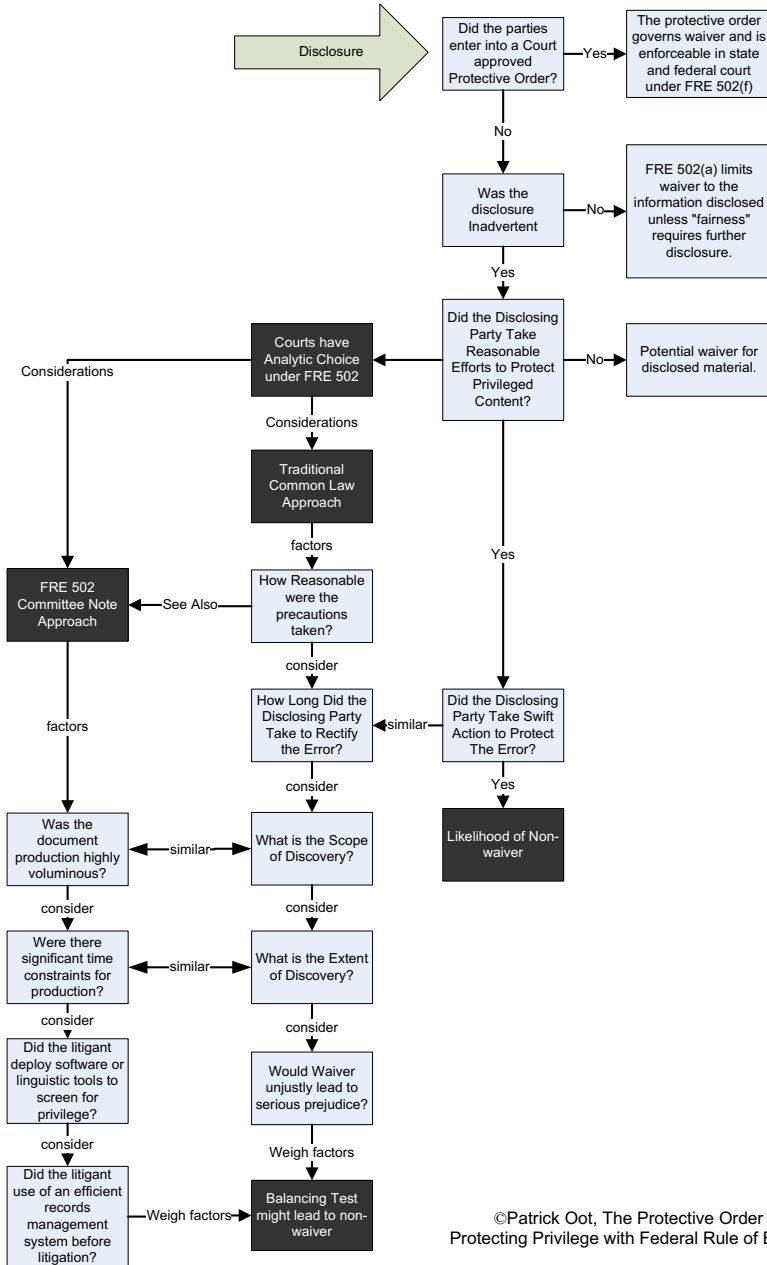 Disclosure
Did the parties
enter into a Court
approved
Protective Order?
Yes
The protective order
governs waiver and is
enforceable in state
and federal court
under FRE 502(f)
No
Was the
disclosure
Inadvertent
No
FRE 502(a) limits
waiver to the
information disclosed
unless "fairness"
requires further
disclosure.
Yes
Did the Disclosing
Party Take
Reasonable
Efforts to Protect
Privileged
Content?
No
Potential waiver for
disclosed material.
Courts have
Analytic Choice
under FRE 502
Considerations
Considerations
Traditional
Common Law
Approach
factors
Yes
FRE 502
Committee Note
Approach
See Also
How Reasonable
were the
precautions
taken?
consider
How Long Did the
Disclosing Party
Take to Rectify
the Error?
similar
Did the Disclosing
Party Take Swift
Action to Protect
The Error?
factors
consider
Yes
Was the
document
production highly
voluminous?
similar
What is the Scope
of Discovery?
Likelihood of Non-
waiver
consider
consider
Were there
significant time
constraints for
production?
similar
What is the Extent
of Discovery?
consider
consider
Did the litigant
deploy software or
linguistic tools to
screen for
privilege?
Would Waiver
unjustly lead to
serious prejudice?
consider
Weigh factors
Did the litigant
use of an efficient
records
management
system before
litigation?
Weigh factors
Balancing Test
might lead to non-
waiver
©Patrick Oot, The Protective Order
Protecting Privilege with Federal Rule of